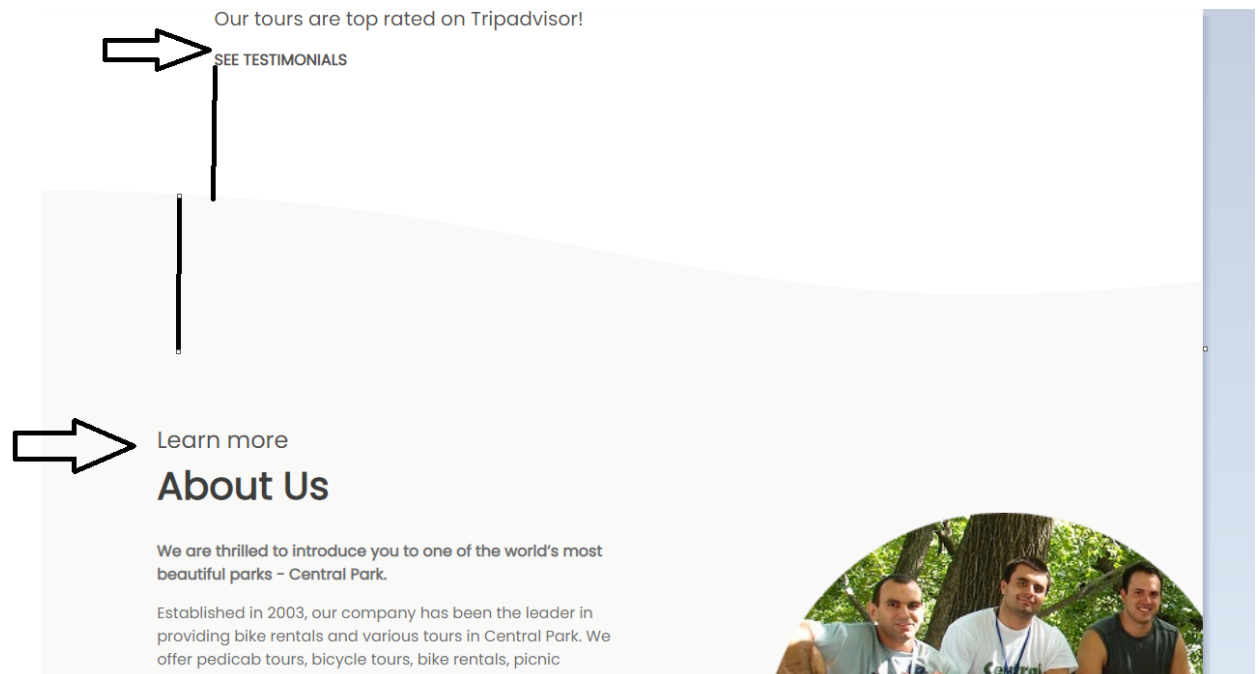 Our tours are top rated on Tripadvisor!
SEE TESTIMONIALS
Learn more
About Us
We are thrilled to introduce you to one of the world’s most
beautiful parks - Central Park.
Established in 2003, our company has been the leader in
providing bike rentals and various tours in Central Park. We
offer pedicab tours, bicycle tours, bike rentals, picnic
Central